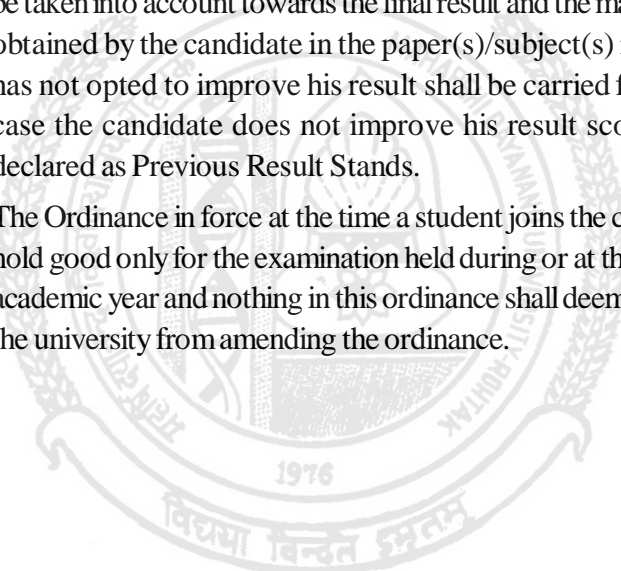 be taken into account towards the final result and the ma
obtained by the candidate in the paper(s)/subject(s)
has not opted to improve his result shall be carried f
case the candidate does not improve his result sco
declared as Previous Result Stands.
The Ordinance in force at the time a student joins the c
hold good only for the examination held during or at th
academic year and nothing in this ordinance shall deem
the university from amending the ordinance.
1976
विद्यया विन्दते ऽमृतम्